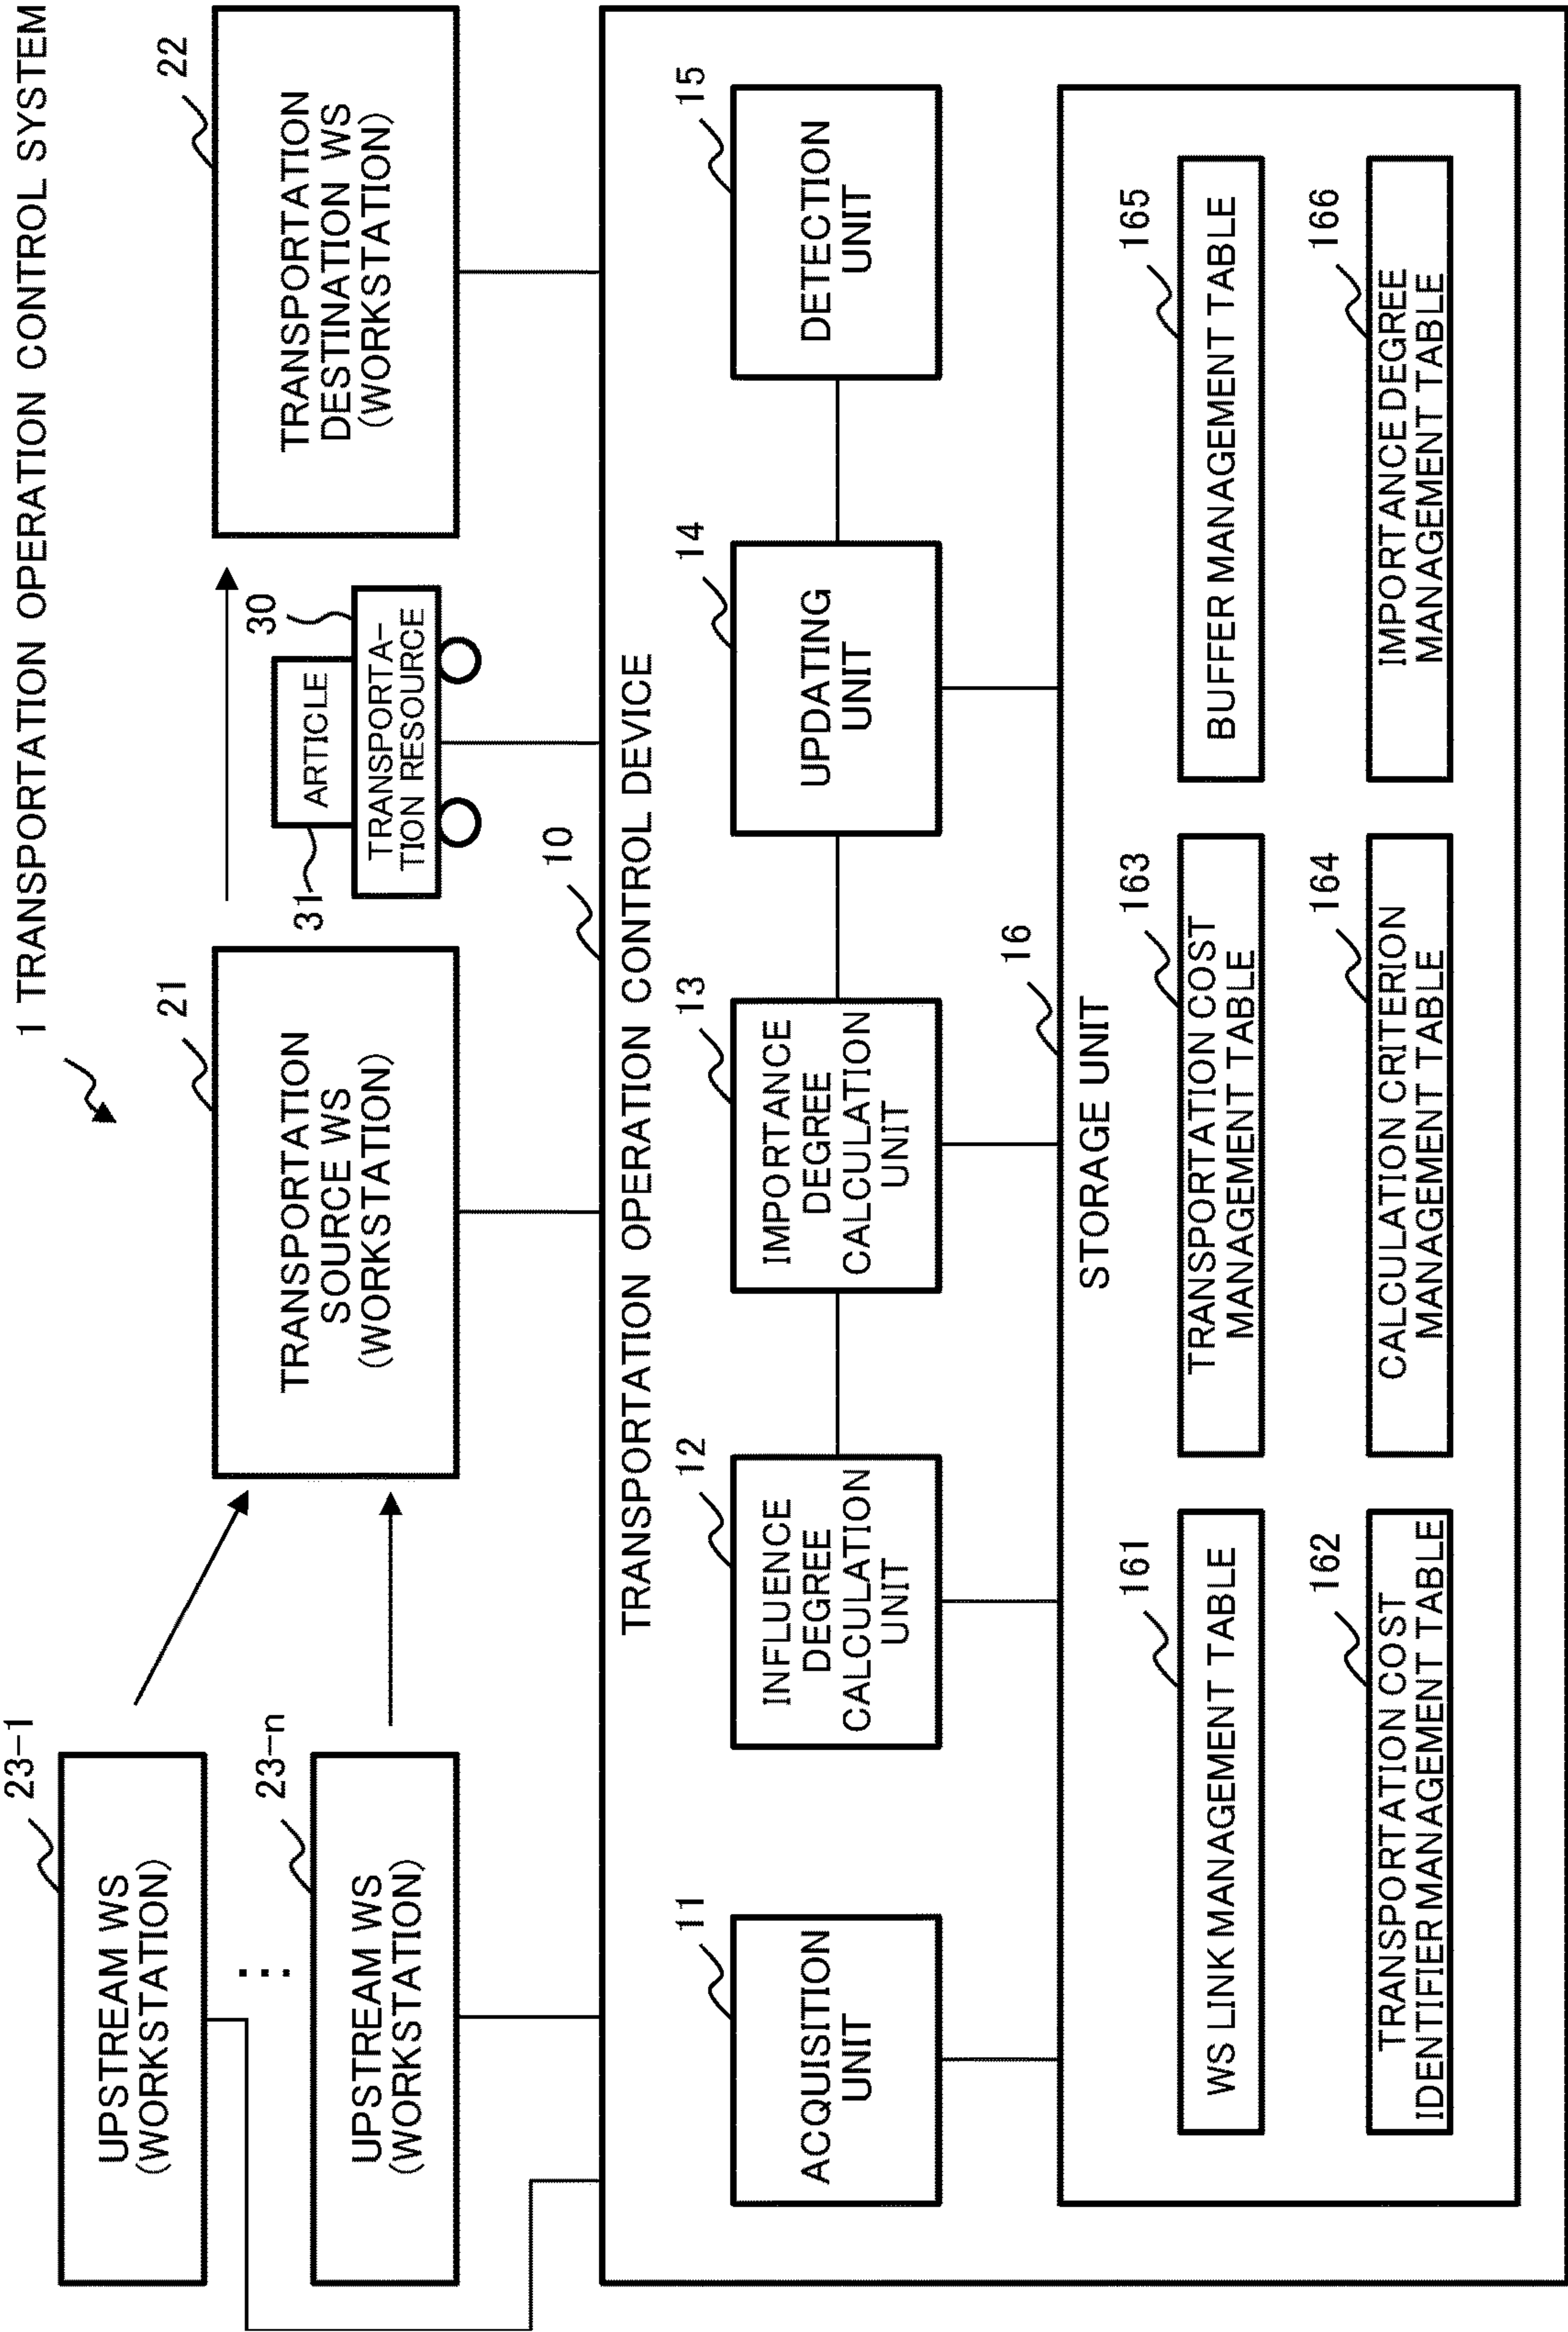 1 TRANSPORTATION OPERATION CONTROL SYSTEM
23-1
UPSTREAM WS
(WORKSTATION)
...
23-n
UPSTREAM WS
(WORKSTATION)
21
TRANSPORTATION
SOURCE WS
(WORKSTATION)
31
ARTICLE
30
TRANSPORTA-
TION RESOURCE
22
TRANSPORTATION
DESTINATION WS
(WORKSTATION)
10
TRANSPORTATION OPERATION CONTROL DEVICE
11
ACQUISITION
UNIT
12
INFLUENCE
DEGREE
CALCULATION
UNIT
13
IMPORTANCE
DEGREE
CALCULATION
UNIT
14
UPDATING
UNIT
15
DETECTION
UNIT
16
STORAGE UNIT
161
WS LINK MANAGEMENT TABLE
163
TRANSPORTATION COST
MANAGEMENT TABLE
165
BUFFER MANAGEMENT TABLE
162
TRANSPORTATION COST
IDENTIFIER MANAGEMENT TABLE
164
CALCULATION CRITERION
MANAGEMENT TABLE
166
IMPORTANCE DEGREE
MANAGEMENT TABLE